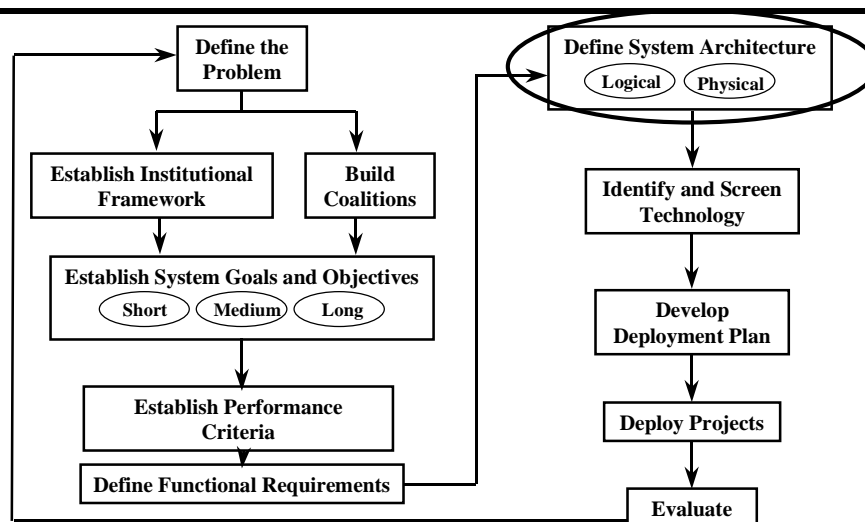 Define the
Problem
Establish Institutional
Framework
Build
Coalitions
Establish System Goals and Objectives
Short
Medium
Long
Establish Performance
Criteria
Define Functional Requirements
Define System Architecture
Logical
Physical
Identify and Screen
Technology
Develop
Deployment Plan
Deploy Projects
Evaluate